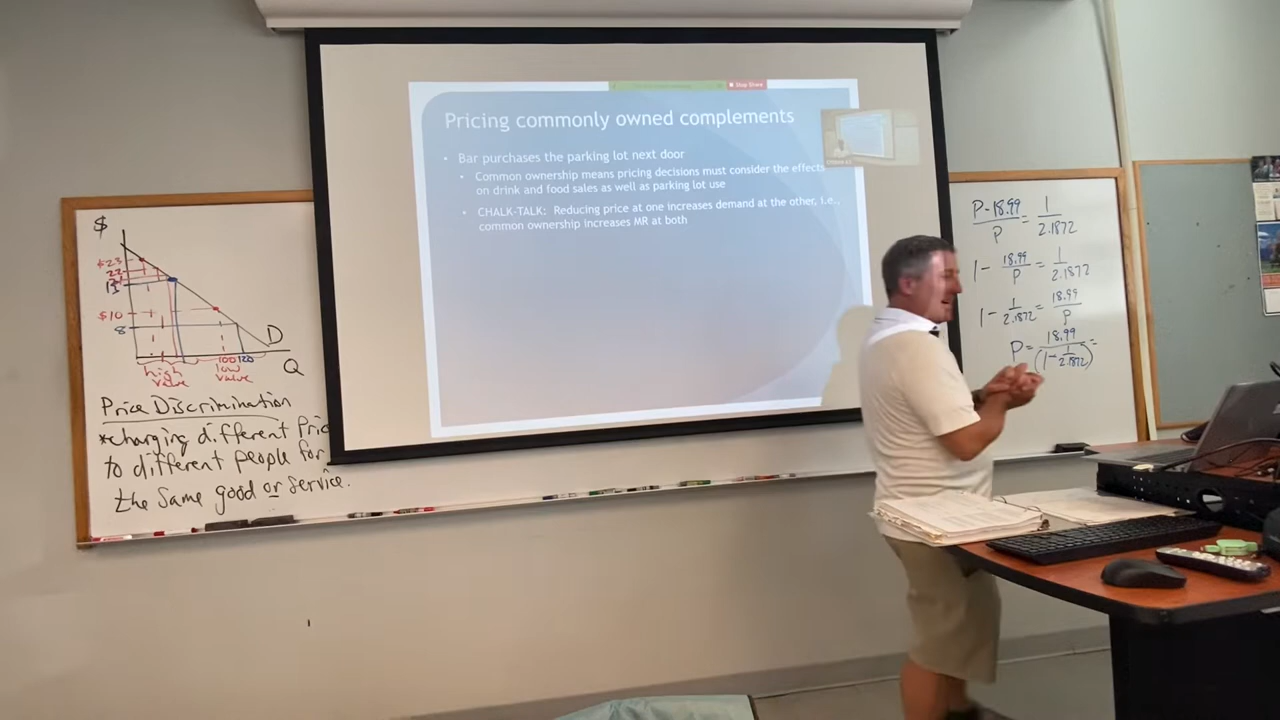 Stop Share
Pricing commonly owned complements
• Bar purchases the parking lot next door
• Common ownership means pricing decisions must consider the effects
on drink and food sales as well as parking lot use
• CHALK-TALK: Reducing price at one increases demand at the other, i.e.,
common ownership increases MR at both
$
$23
22
$10
8
D
100 120
Q
high low
value value
Price Discrimination
*charging different Pric
to different people for
the same good or service.
P-18.99/P = 1/2.1872
1 - 18.99/P = 1/2.1872
1 - 1/2.1872 = 18.99/P
P = 18.99/(1 - 1/2.1872) =